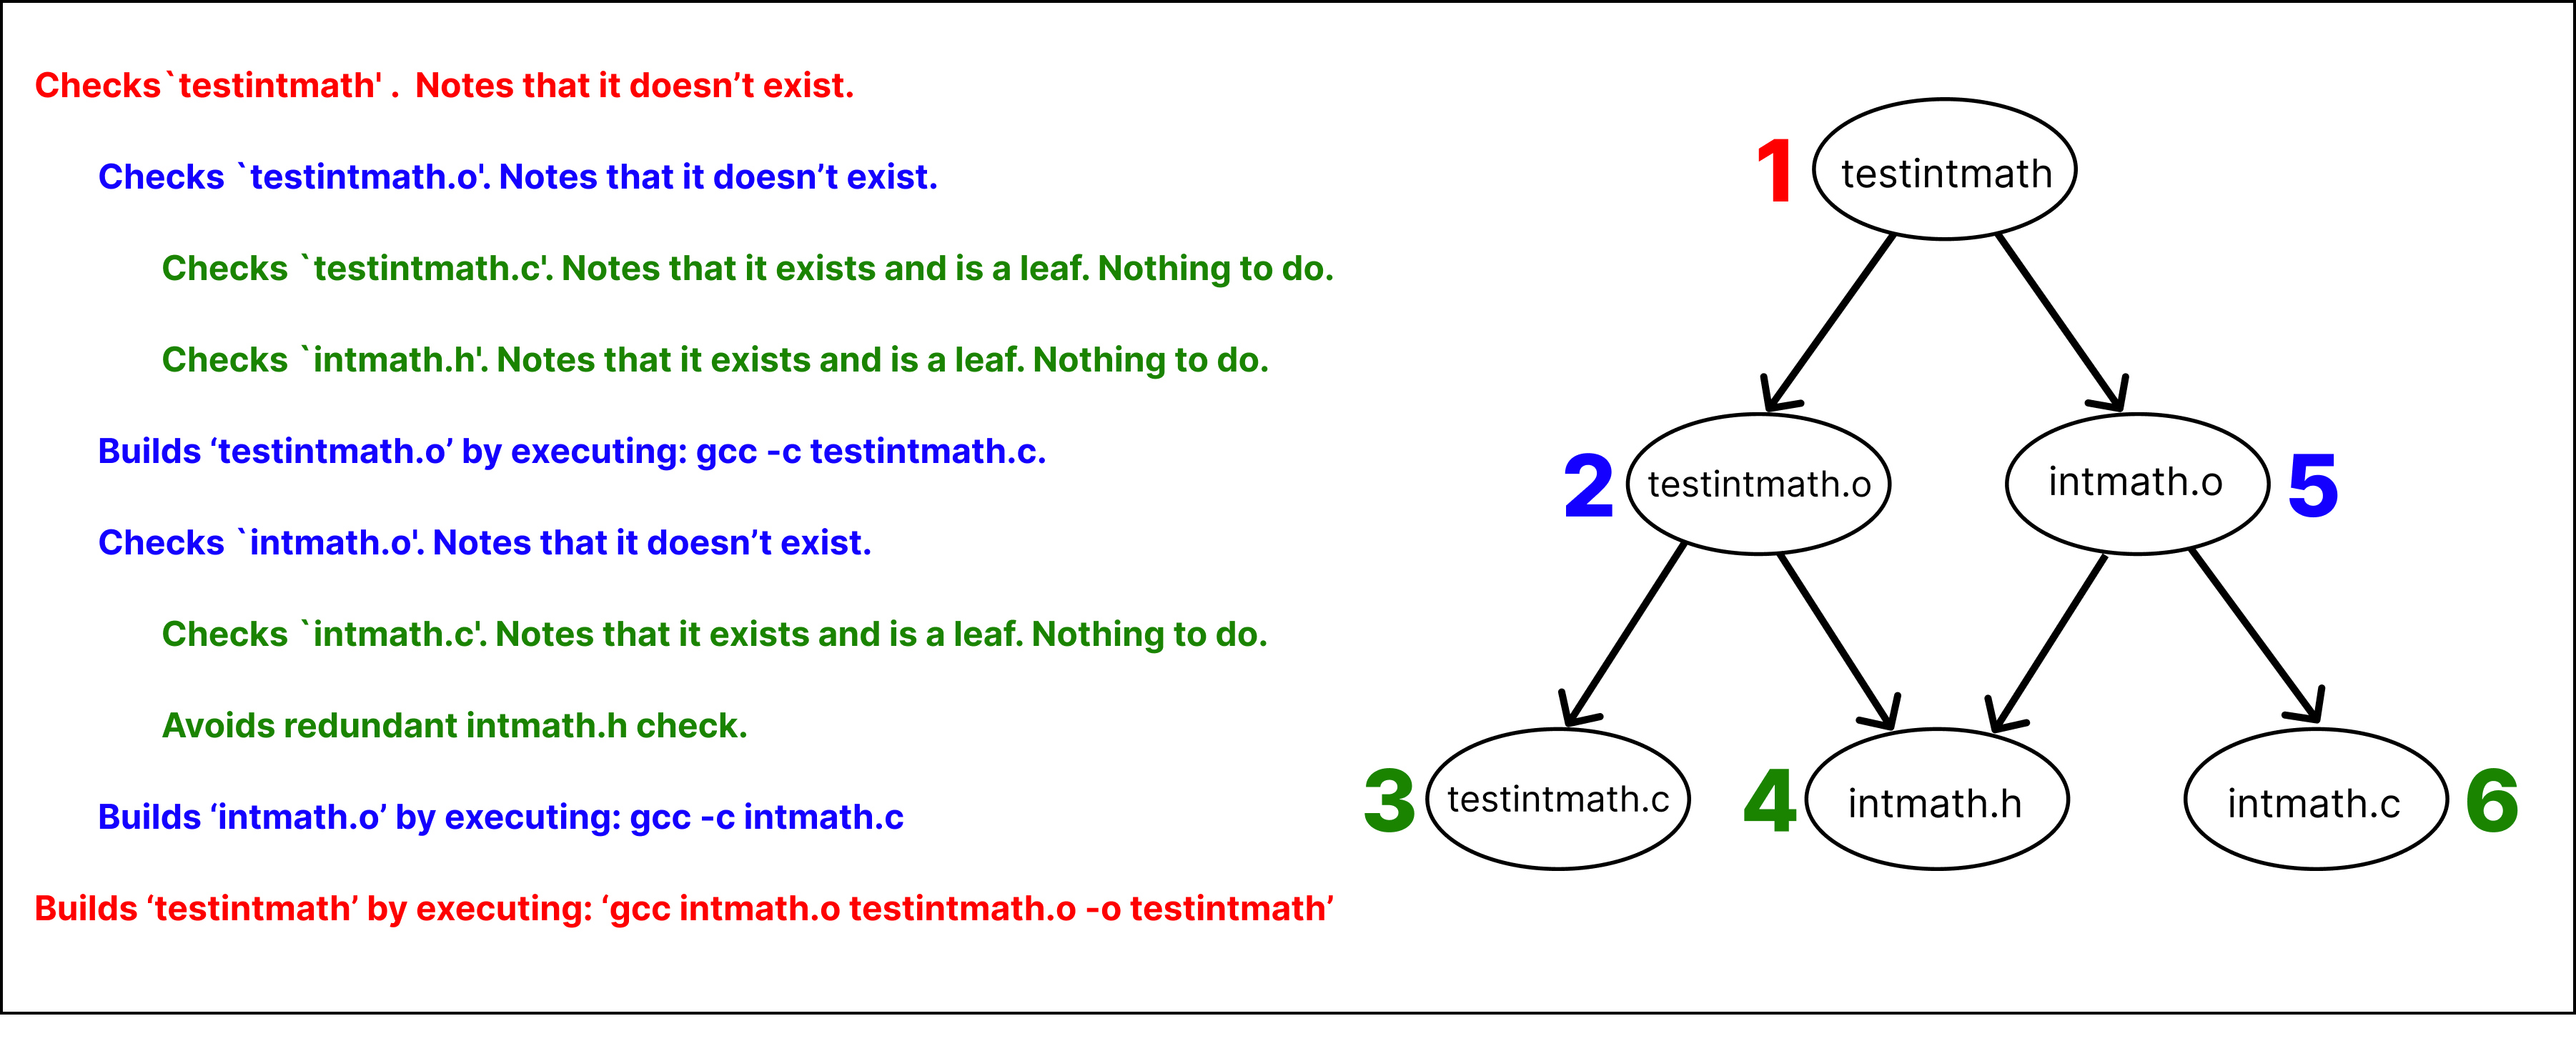 Checks`testintmath' .  Notes that it doesn’t exist.
Checks `testintmath.o'. Notes that it doesn’t exist.
Checks `testintmath.c'. Notes that it exists and is a leaf. Nothing to do.
Checks `intmath.h'. Notes that it exists and is a leaf. Nothing to do.
Builds ‘testintmath.o’ by executing: gcc -c testintmath.c.
Checks `intmath.o'. Notes that it doesn’t exist.
Checks `intmath.c'. Notes that it exists and is a leaf. Nothing to do.
Avoids redundant intmath.h check.
Builds ‘intmath.o’ by executing: gcc -c intmath.c
Builds ‘testintmath’ by executing: ‘gcc intmath.o testintmath.o -o testintmath’
1 testintmath
2 testintmath.o
intmath.o 5
3 testintmath.c
4 intmath.h
intmath.c 6